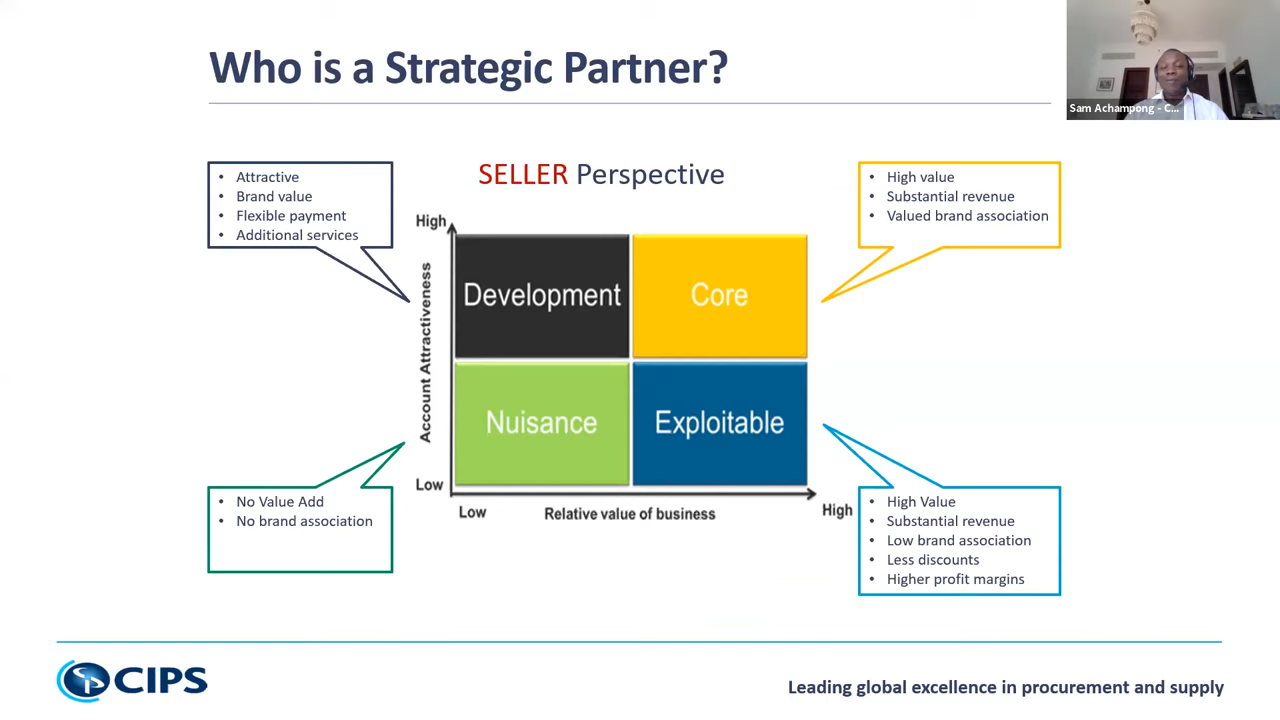 Who is a Strategic Partner?
Sam Achampong - C...
SELLER Perspective
Attractive
Brand value
Flexible payment
Additional services
High value
Substantial revenue
Valued brand association
High
Account Attractiveness
Low
Development
Core
Nuisance
Exploitable
Low
Relative value of business
High
No Value Add
No brand association
High Value
Substantial revenue
Low brand association
Less discounts
Higher profit margins
CIPS
Leading global excellence in procurement and supply